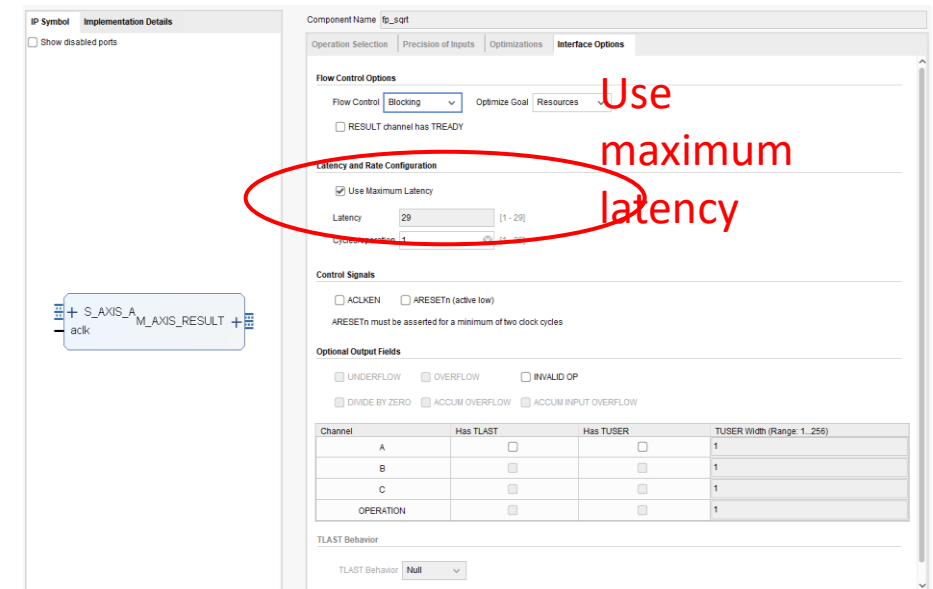 IP Symbol Implementation Details
Show disabled ports
S_AXIS_A
M_AXIS_RESULT
aclk
Component Name fp_sqrt
Operation Selection Precision of Inputs Optimizations Interface Options
Flow Control Options
Flow Control Blocking Optimize Goal Resources
RESULT channel has TREADY
Use
maximum
latency
Latency and Rate Configuration
Use Maximum Latency
Latency 29 [1 - 29]
Cycles/operation 1
Control Signals
ACLKEN ARESETn (active low)
ARESETn must be asserted for a minimum of two clock cycles
Optional Output Fields
UNDERFLOW OVERFLOW INVALID OP
DIVIDE BY ZERO ACCUM OVERFLOW ACCUM INPUT OVERFLOW
Channel Has TLAST Has TUSER TUSER Width (Range: 1...256)
A 1
B 1
C 1
OPERATION 1
TLAST Behavior
TLAST Behavior Null